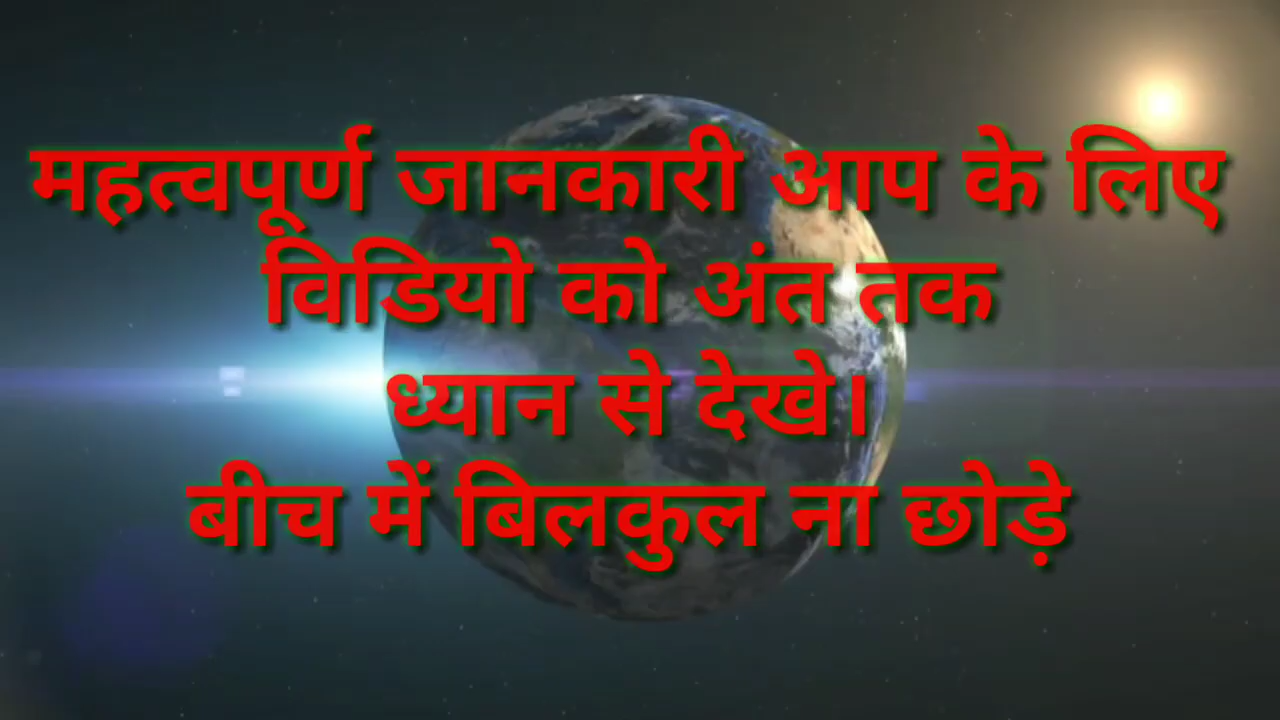 महत्वपूर्ण जानकारी आप के लिए
विडियो को अंत तक
ध्यान से देखे।
बीच में बिलकुल ना छोड़े